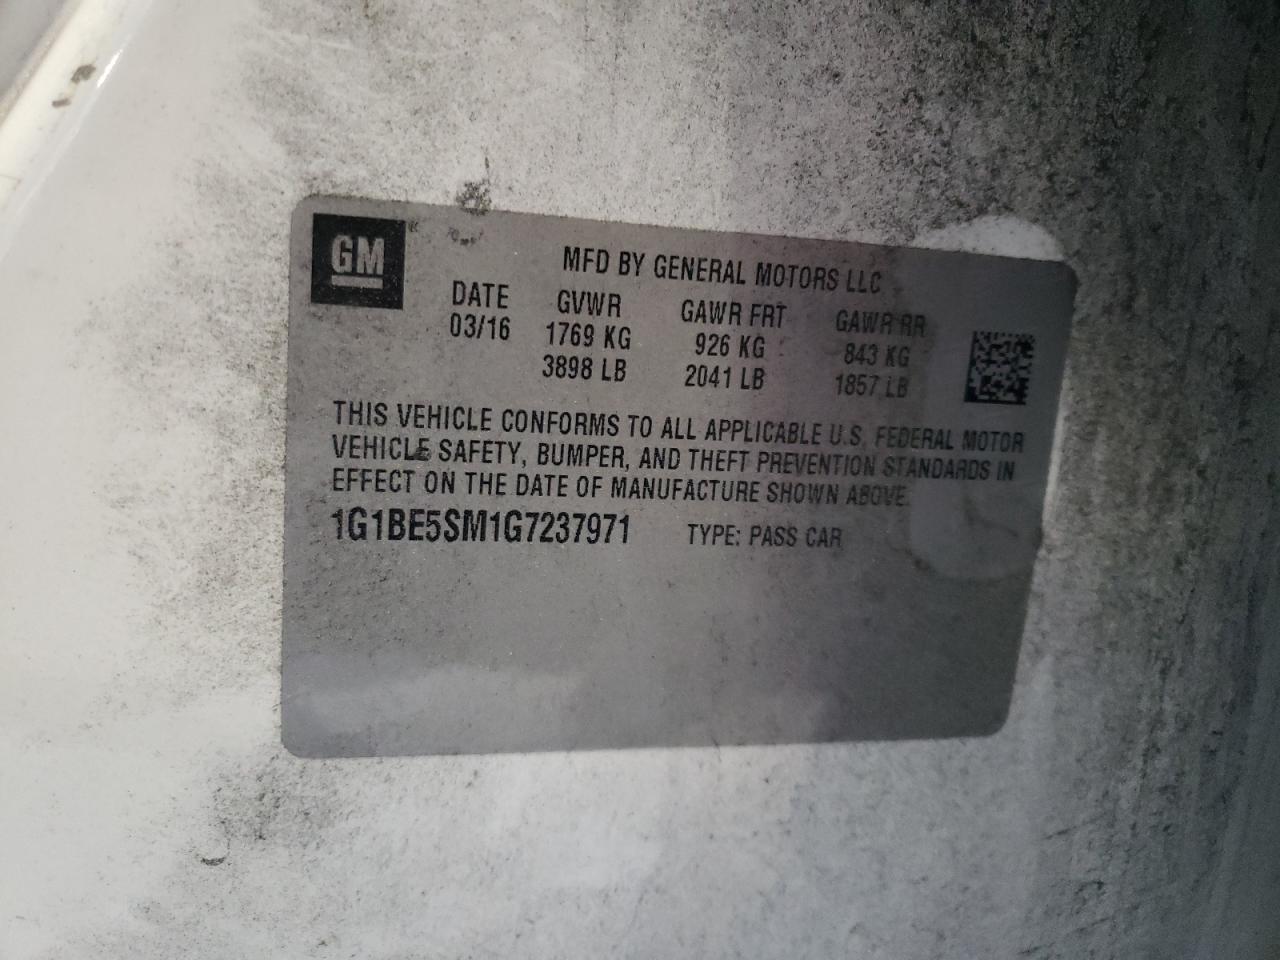 GM
MFD BY GENERAL MOTORS LLC
DATE GVWR GAWR FRT GAWR RR
03/16 1769 KG 926 KG 843 KG
3898 LB 2041 LB 1857 LB
THIS VEHICLE CONFORMS TO ALL APPLICABLE U.S. FEDERAL MOTOR
VEHICLE SAFETY, BUMPER, AND THEFT PREVENTION STANDARDS IN
EFFECT ON THE DATE OF MANUFACTURE SHOWN ABOVE.
1G1BE5SM1G7237971 TYPE: PASS CAR